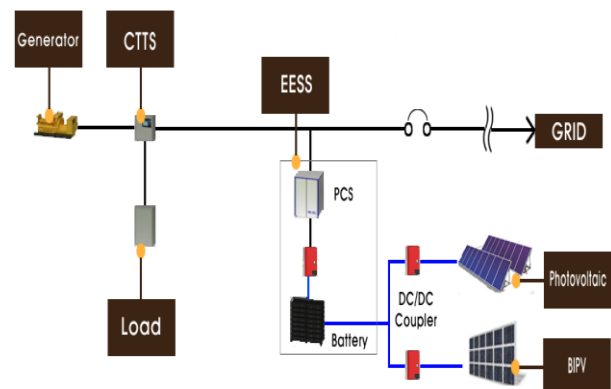 Generator
CTTS
EESS
GRID
PCS
Load
Battery
DC/DC
Coupler
Photovoltaic
BIPV